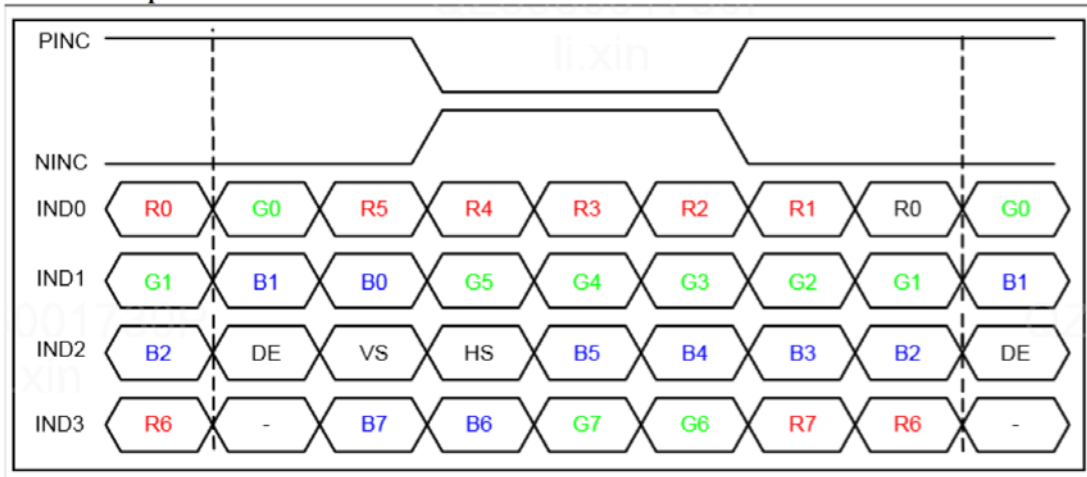 li.xin
PINC
NINC
IND0 R0 G0 R5 R4 R3 R2 R1 R0 G0
IND1 G1 B1 B0 G5 G4 G3 G2 G1 B1
IND2 B2 DE VS HS B5 B4 B3 B2 DE
IND3 R6 - B7 B6 G7 G6 R7 R6 -